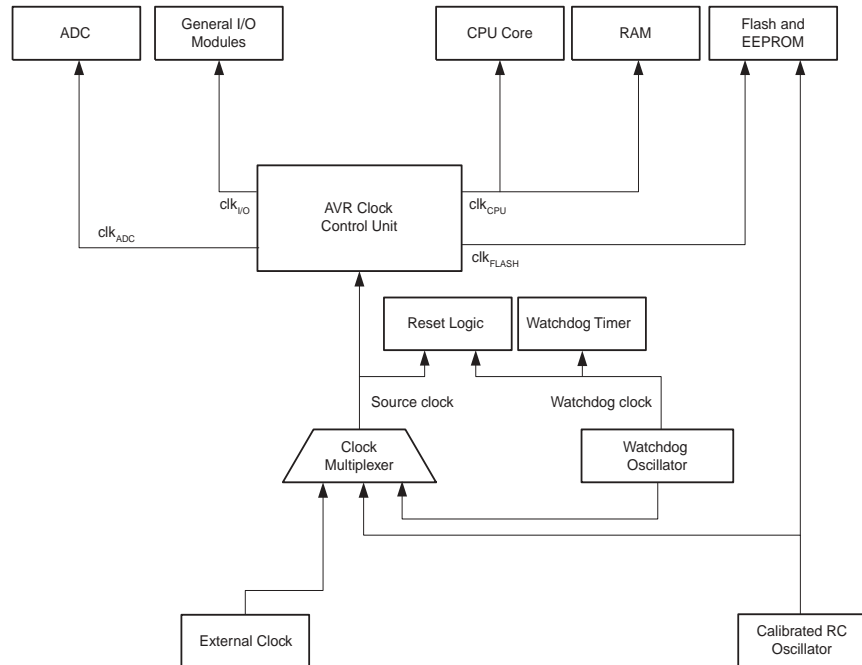 ADC
General I/O
Modules
CPU Core
RAM
Flash and
EEPROM
AVR Clock
Control Unit
clkI/O
clkCPU
clkADC
clkFLASH
Reset Logic
Watchdog Timer
Source clock
Watchdog clock
Clock
Multiplexer
Watchdog
Oscillator
External Clock
Calibrated RC
Oscillator